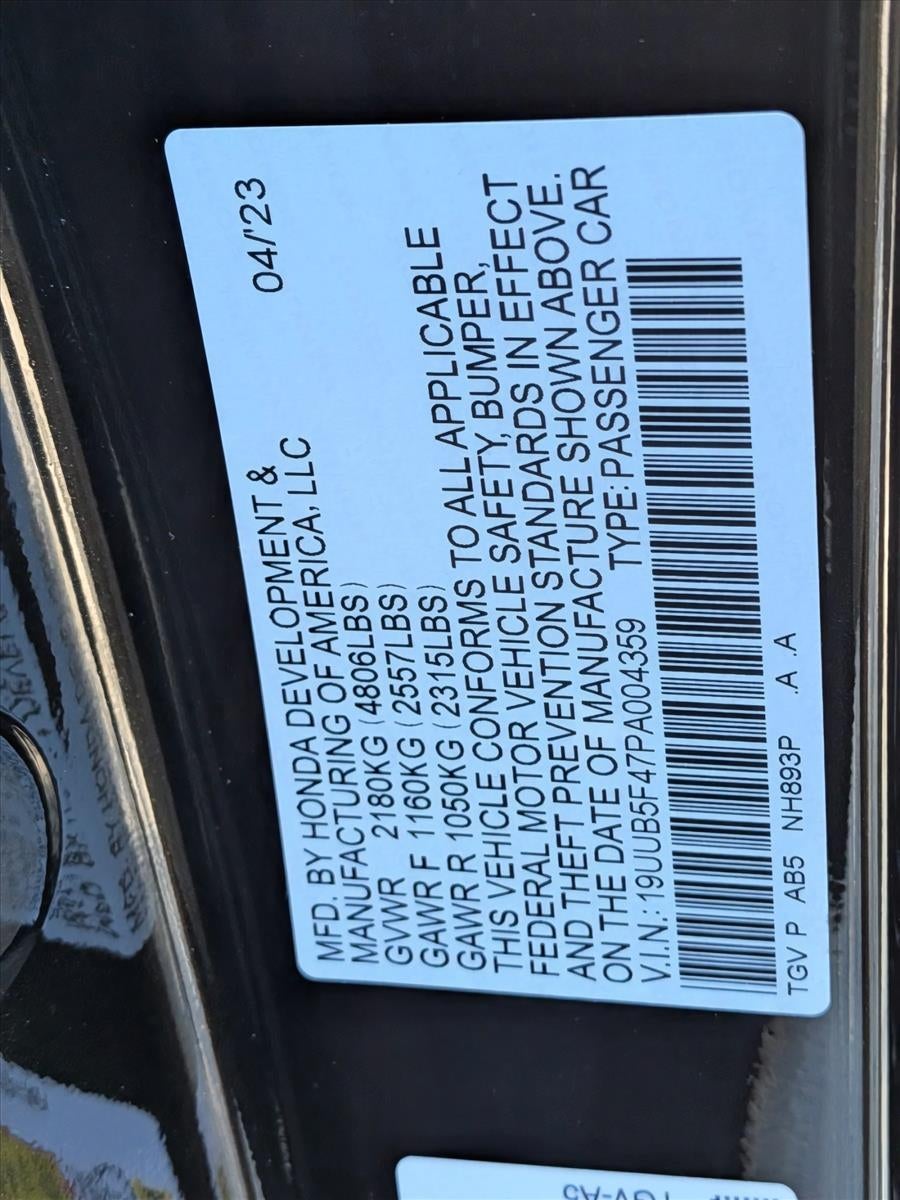 MFD. BY HONDA DEVELOPMENT & 04/'23
MANUFACTURING OF AMERICA, LLC
GVWR 2180KG (4806LBS)
GAWR F 1160KG (2557LBS)
GAWR R 1050KG (2315LBS)
THIS VEHICLE CONFORMS TO ALL APPLICABLE
FEDERAL MOTOR VEHICLE SAFETY, BUMPER,
AND THEFT PREVENTION STANDARDS IN EFFECT
ON THE DATE OF MANUFACTURE SHOWN ABOVE.
V.I.N.: 19UUB5F47PA004359 TYPE: PASSENGER CAR
TGV P AB5 NH893P .A .A
TGV-A5